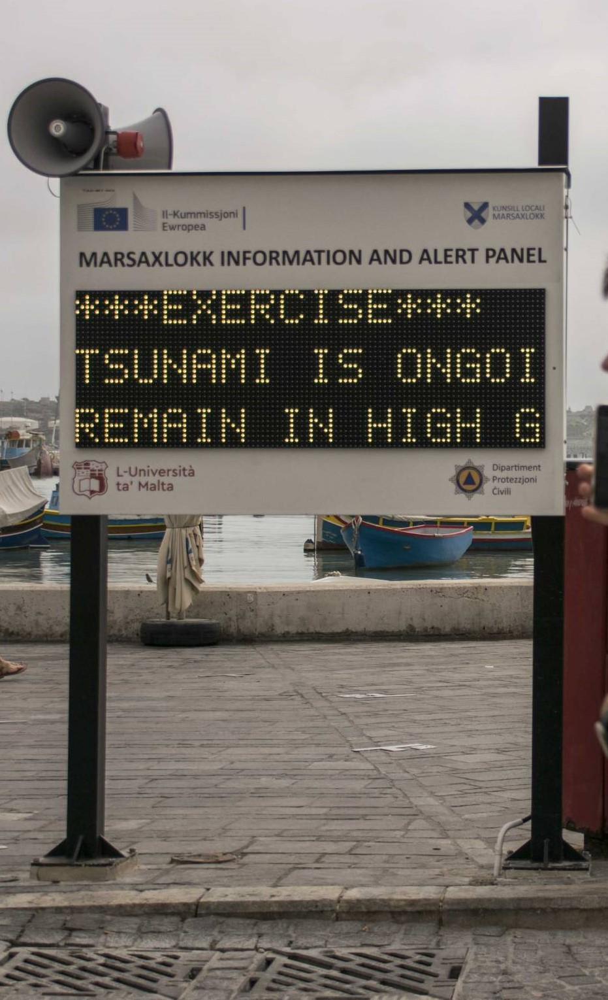 Il-Kummissjoni
Ewropea
KUNSILL LOCALI
MARSAXLOKK
MARSAXLOKK INFORMATION AND ALERT PANEL
***EXERCISE***
TSUNAMI IS ONGOI
REMAIN IN HIGH G
L-Università
ta' Malta
Dipartiment
Protezzjoni
Ċivili